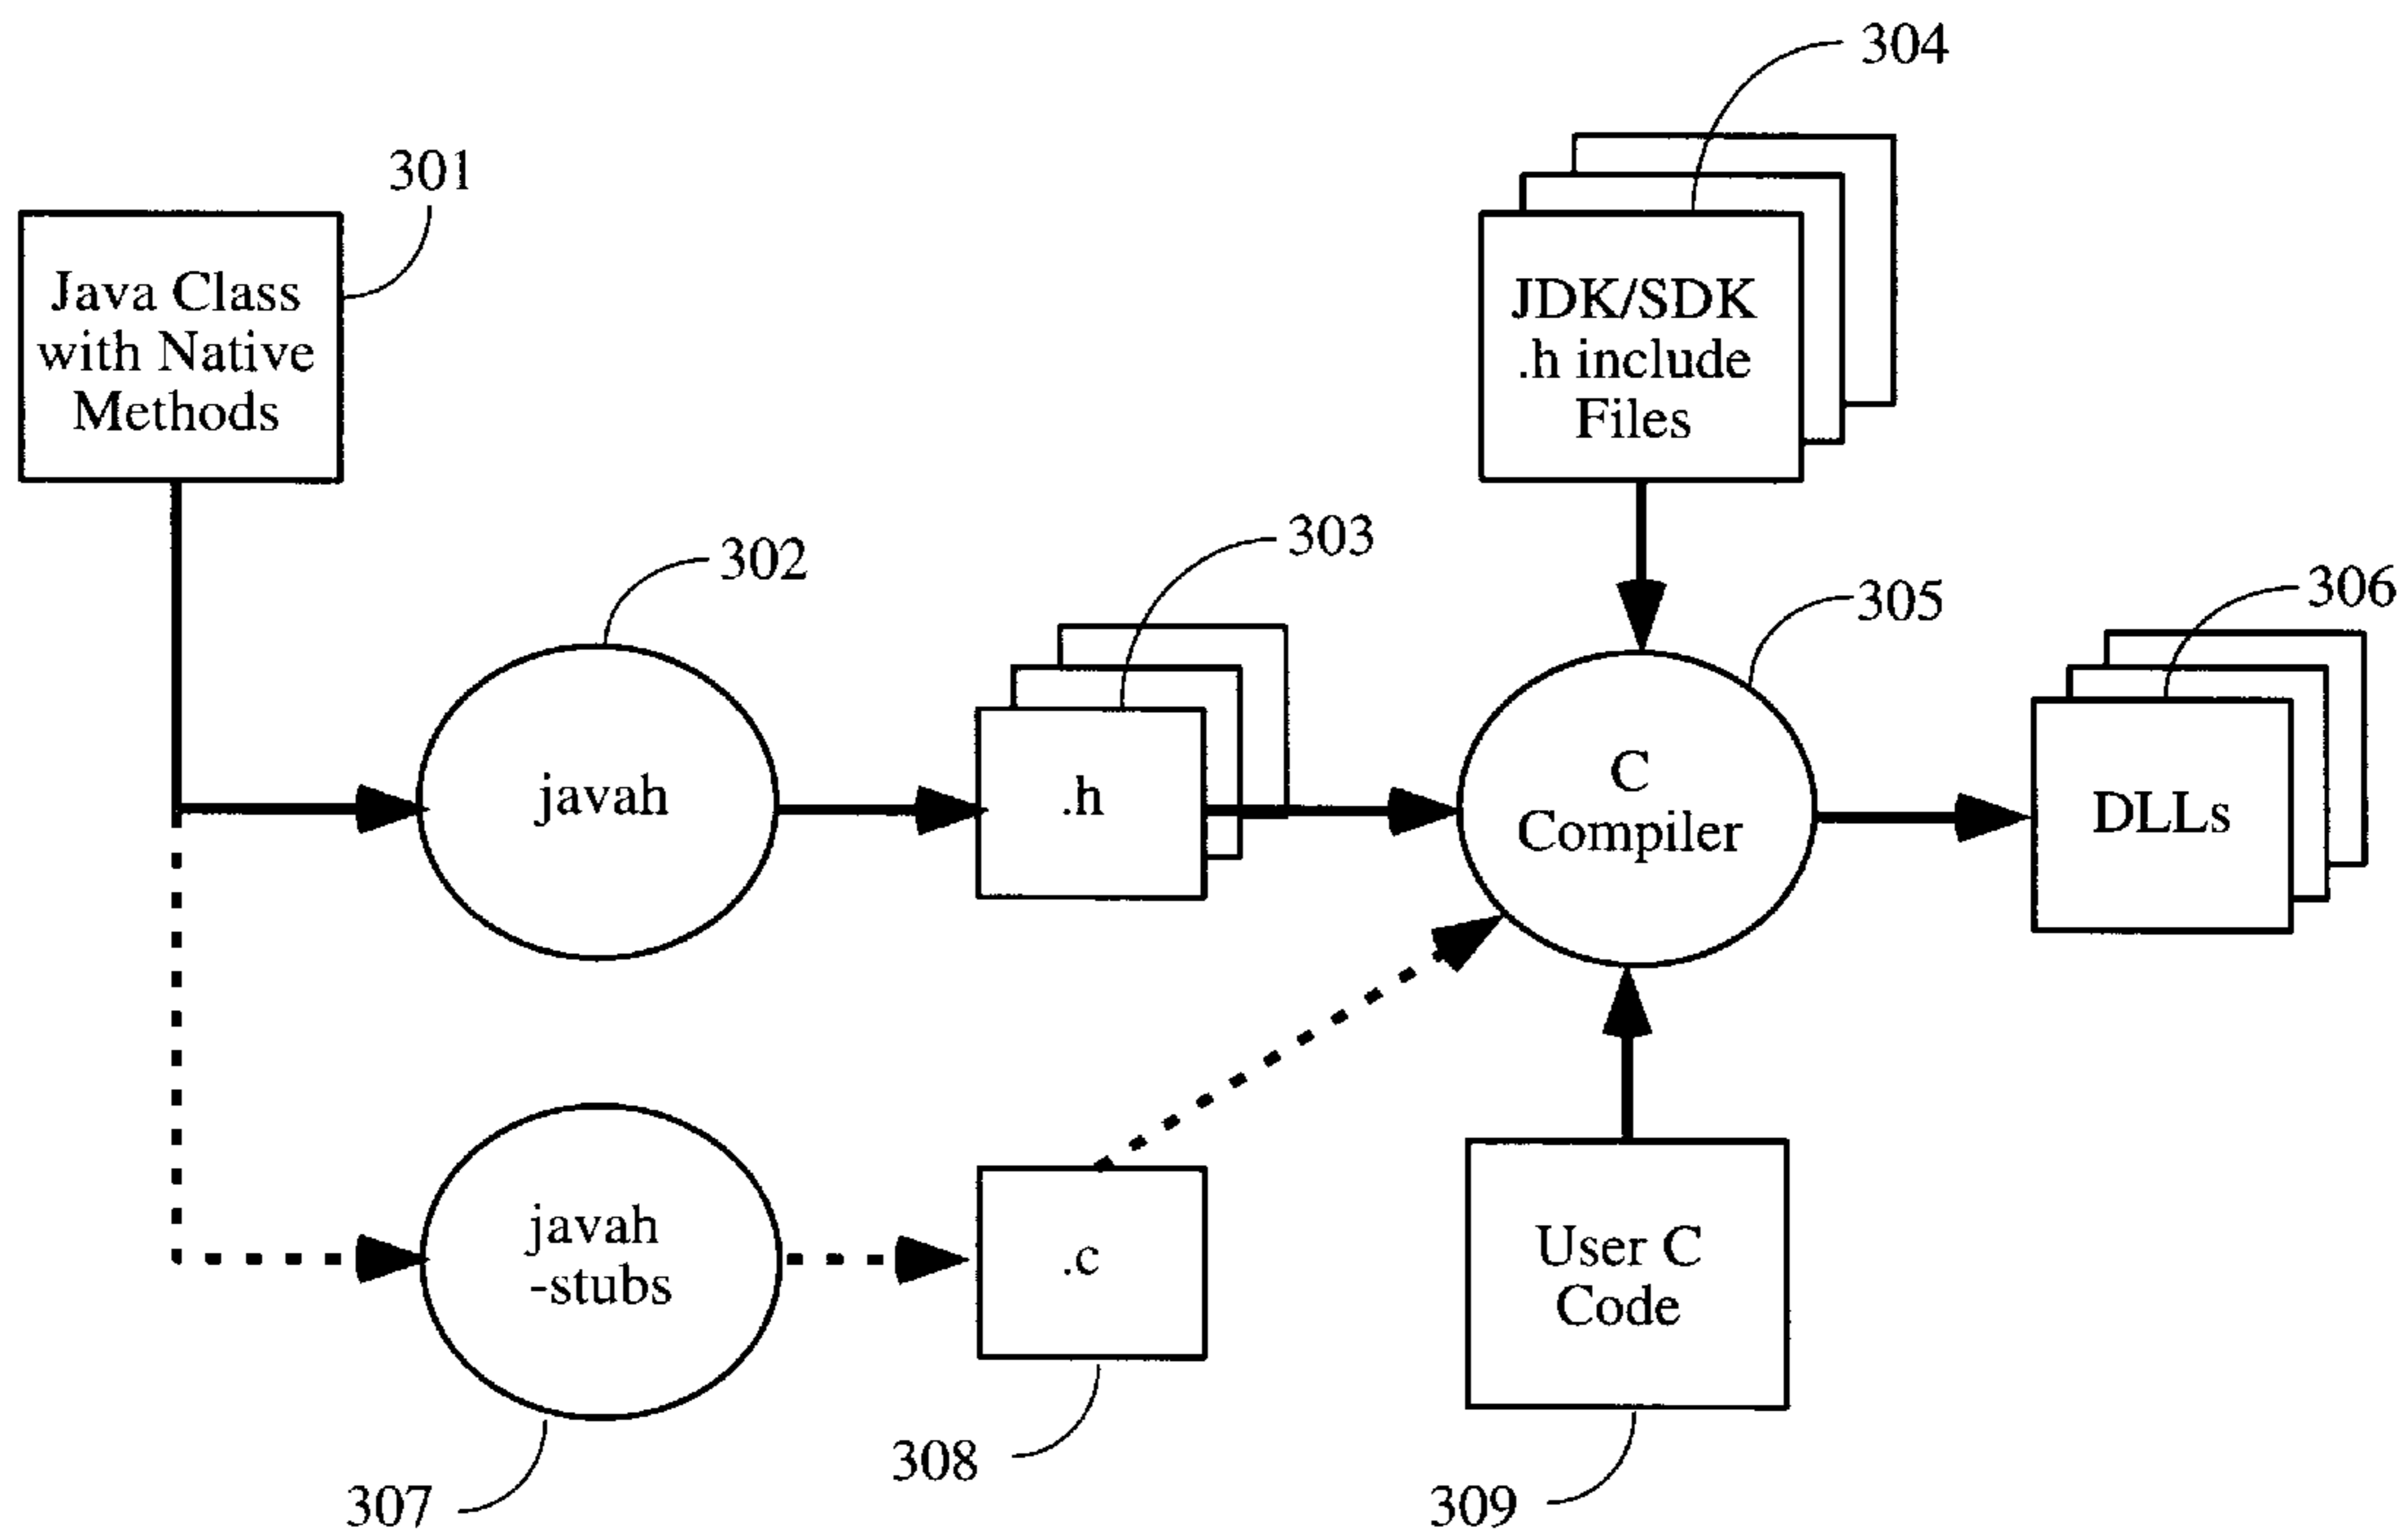 304
301
Java Class
with Native
Methods
JDK/SDK
.h include
Files
302
303
305
306
javah
.h
C
Compiler
DLLs
javah
-stubs
.c
User C
Code
307
308
309